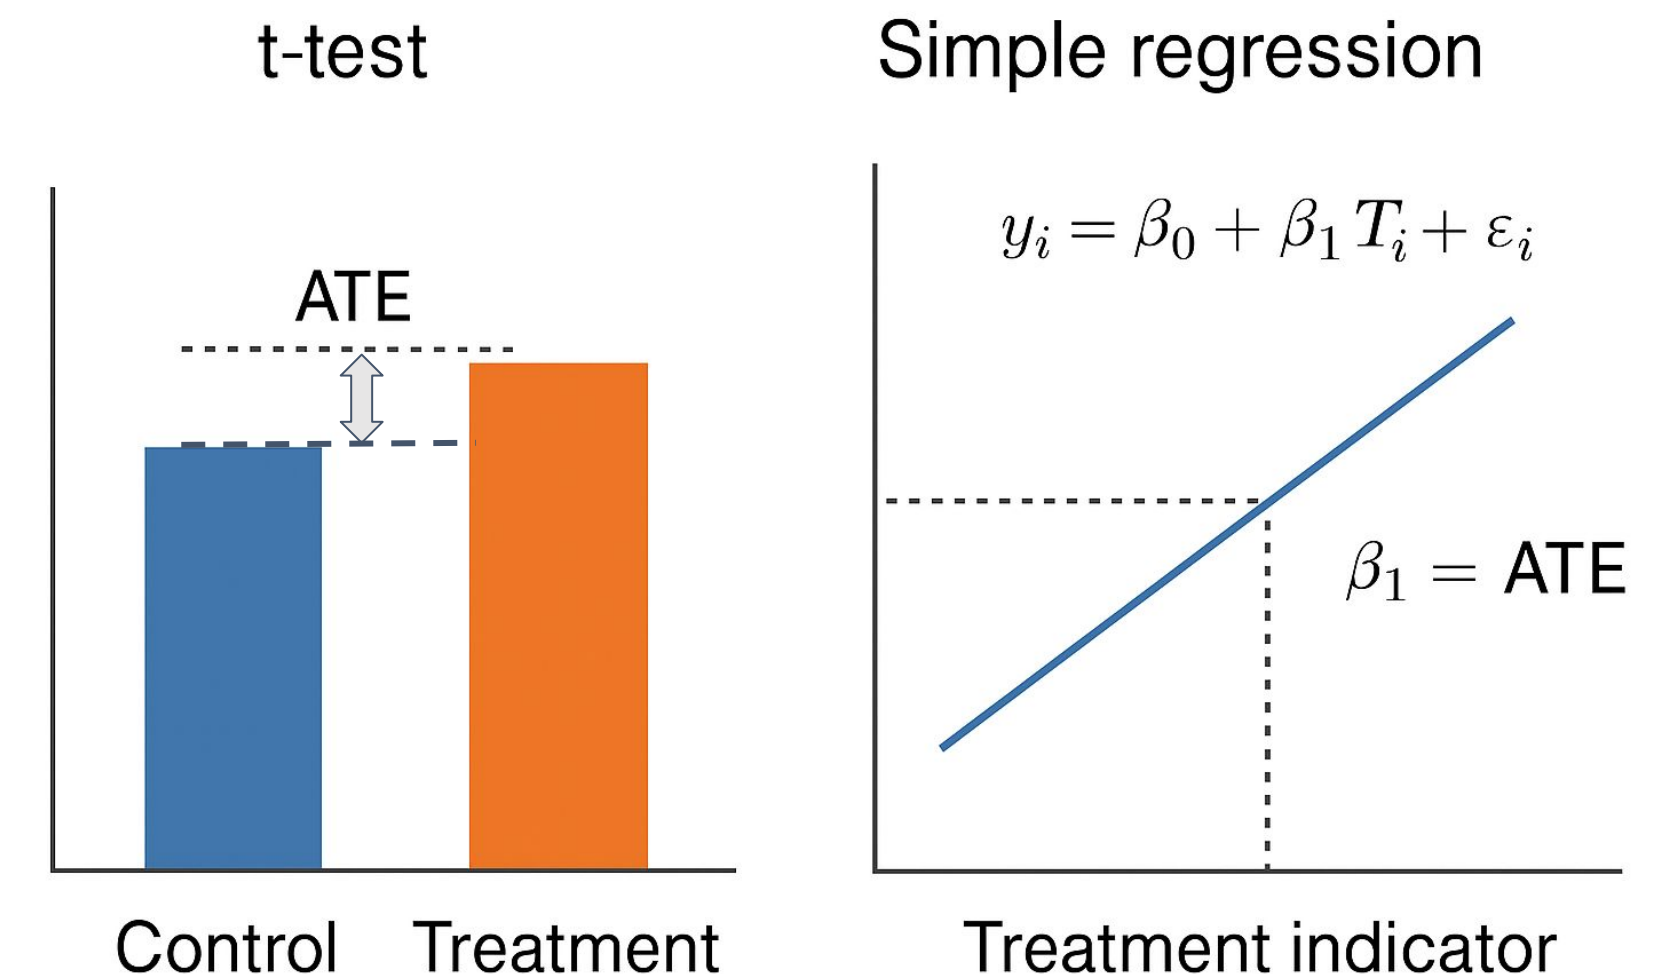 t-test
ATE
Control
Treatment
Simple regression
yᵢ = β₀ + β₁ Tᵢ + εᵢ
β₁ = ATE
Treatment indicator